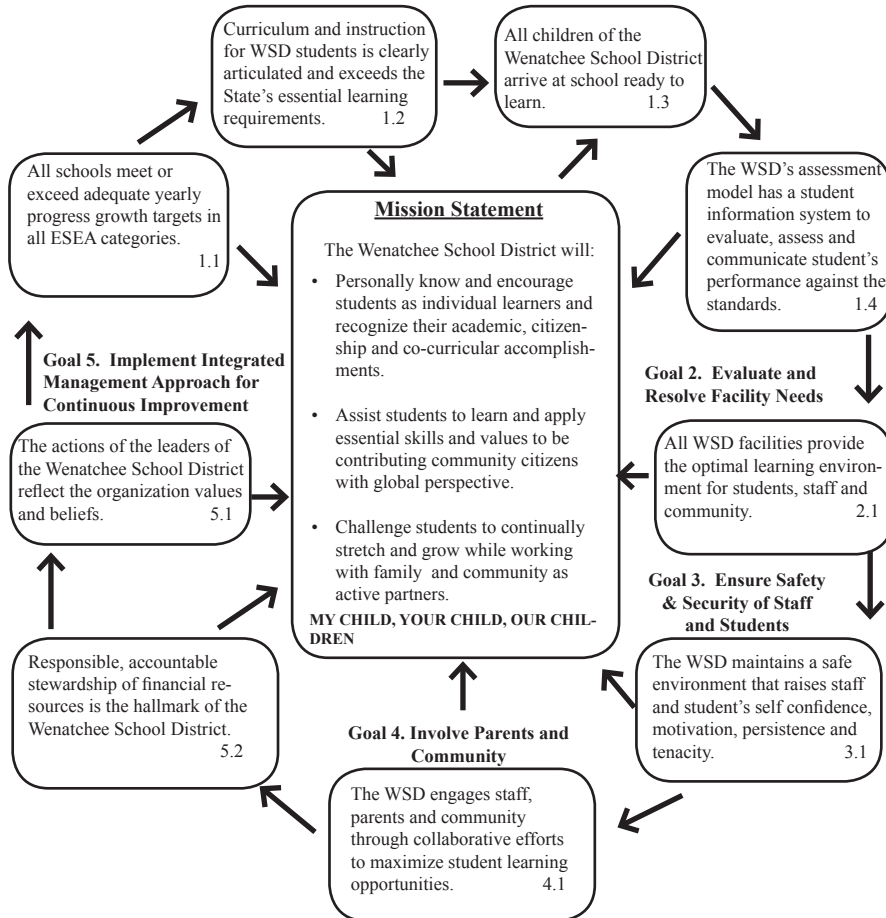 Curriculum and instruction
for WSD students is clearly
articulated and exceeds the
State's essential learning
requirements. 1.2
All children of the
Wenatchee School District
arrive at school ready to
learn. 1.3
All schools meet or
exceed adequate yearly
progress growth targets in
all ESEA categories.
1.1
Mission Statement
The Wenatchee School District will:
• Personally know and encourage
students as individual learners and
recognize their academic, citizen-
ship and co-curricular accomplish-
ments.
• Assist students to learn and apply
essential skills and values to be
contributing community citizens
with global perspective.
• Challenge students to continually
stretch and grow while working
with family and community as
active partners.
MY CHILD, YOUR CHILD, OUR CHIL-
DREN
The WSD's assessment
model has a student
information system to
evaluate, assess and
communicate student's
performance against the
standards. 1.4
Goal 2. Evaluate and
Resolve Facility Needs
All WSD facilities provide
the optimal learning environ-
ment for students, staff and
community. 2.1
Goal 3. Ensure Safety
& Security of Staff
and Students
The WSD maintains a safe
environment that raises staff
and student's self confidence,
motivation, persistence and
tenacity. 3.1
Goal 4. Involve Parents and
Community
The WSD engages staff,
parents and community
through collaborative efforts
to maximize student learning
opportunities. 4.1
Responsible, accountable
stewardship of financial re-
sources is the hallmark of the
Wenatchee School District.
5.2
Goal 5. Implement Integrated
Management Approach for
Continuous Improvement
The actions of the leaders of
the Wenatchee School District
reflect the organization values
and beliefs. 5.1